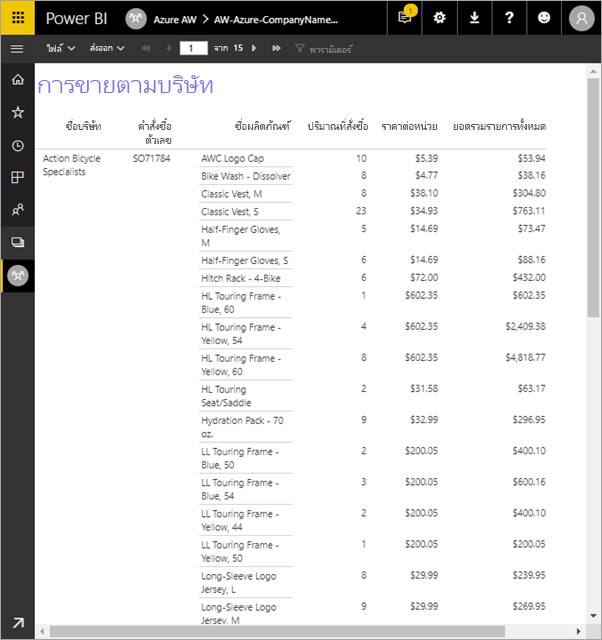 Power BI Azure AW > AW-Azure-CompanyName... 1
ไฟล์ ส่งออก 1 จาก 15 พารามิเตอร์
การขายตามบริษัท
ชื่อบริษัท คำสั่งซื้อ ชื่อผลิตภัณฑ์ ปริมาณที่สั่งซื้อ ราคาต่อหน่วย ยอดรวมรายการทั้งหมด
ตัวเลข
Action Bicycle SO71784 AWC Logo Cap 10 $5.39 $53.94
Specialists Bike Wash - Dissolver 8 $4.77 $38.16
Classic Vest, M 8 $38.10 $304.80
Classic Vest, S 23 $34.93 $763.11
Half-Finger Gloves, 5 $14.69 $73.47
M
Half-Finger Gloves, S 6 $14.69 $88.16
Hitch Rack - 4-Bike 6 $72.00 $432.00
HL Touring Frame - 1 $602.35 $602.35
Blue, 60
HL Touring Frame - 4 $602.35 $2,409.38
Yellow, 54
HL Touring Frame - 8 $602.35 $4,818.77
Yellow, 60
HL Touring 2 $31.58 $63.17
Seat/Saddle
Hydration Pack - 70 9 $32.99 $296.95
oz.
LL Touring Frame - 2 $200.05 $400.10
Blue, 50
LL Touring Frame - 3 $200.05 $600.16
Blue, 54
LL Touring Frame - 2 $200.05 $400.10
Yellow, 44
LL Touring Frame - 1 $200.05 $200.05
Yellow, 50
Long-Sleeve Logo 8 $29.99 $239.95
Jersey, L
Long-Sleeve Logo 9 $29.99 $269.95
Jersey, M